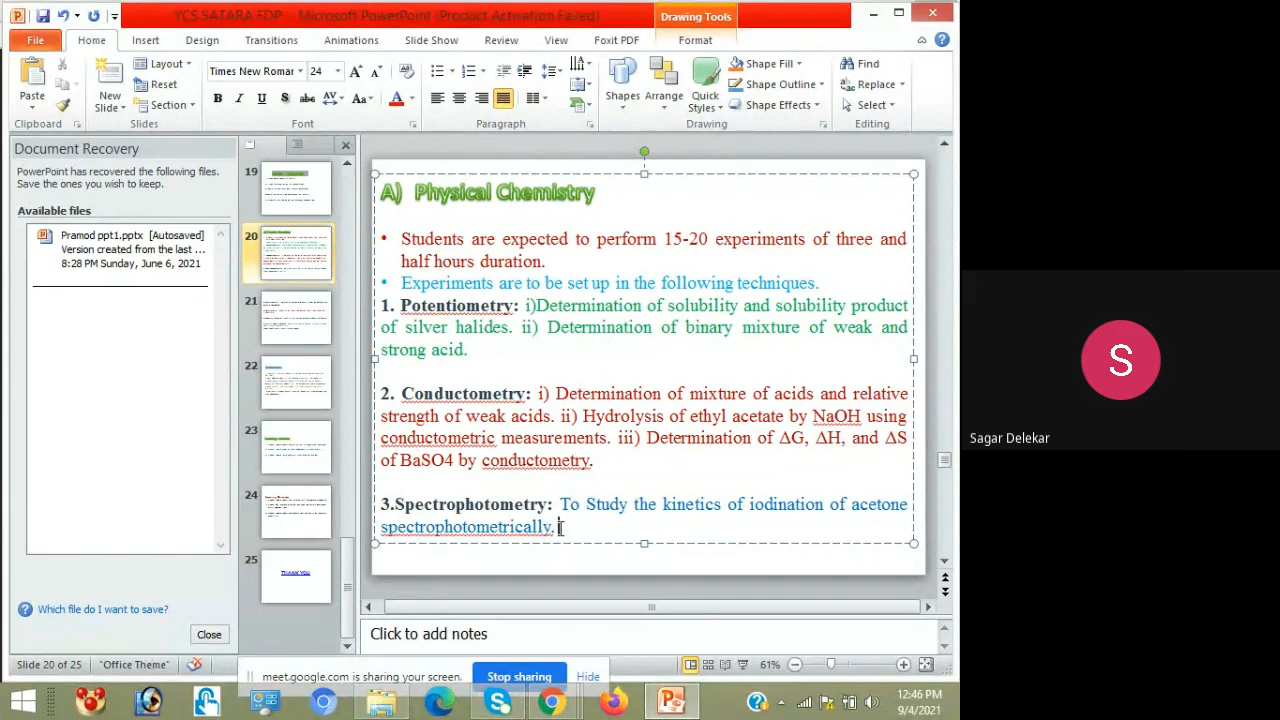 YCS SATARA FDP - Microsoft PowerPoint (Product Activation Failed)
Drawing Tools
File Home Insert Design Transitions Animations Slide Show Review View Foxit PDF Format
Paste
New
Slide
Layout
Reset
Section
Times New Romar 24
Shapes Arrange Quick
Styles
Shape Fill
Shape Outline
Shape Effects
Find
Replace
Select
Clipboard Slides Font Paragraph Drawing Editing
Document Recovery
PowerPoint has recovered the following files.
Save the ones you wish to keep.
Available files
Pramod ppt1.pptx [Autosaved]
Version created from the last ...
8:28 PM Sunday, June 6, 2021
Which file do I want to save?
Close
19
20
21
22
23
24
25
THANK YOU
A) Physical Chemistry
• Students are expected to perform 15-20 experiments of three and
half hours duration.
• Experiments are to be set up in the following techniques.
1. Potentiometry: i)Determination of solubility and solubility product
of silver halides. ii) Determination of binary mixture of weak and
strong acid.
2. Conductometry: i) Determination of mixture of acids and relative
strength of weak acids. ii) Hydrolysis of ethyl acetate by NaOH using
conductometric measurements. iii) Determination of ΔG, ΔH, and ΔS
of BaSO4 by conductometry.
3.Spectrophotometry: To Study the kinetics of iodination of acetone
spectrophotometrically.
Click to add notes
Slide 20 of 25 "Office Theme" 61%
meet.google.com is sharing your screen. Stop sharing Hide
12:46 PM
9/4/2021
S
Sagar Delekar